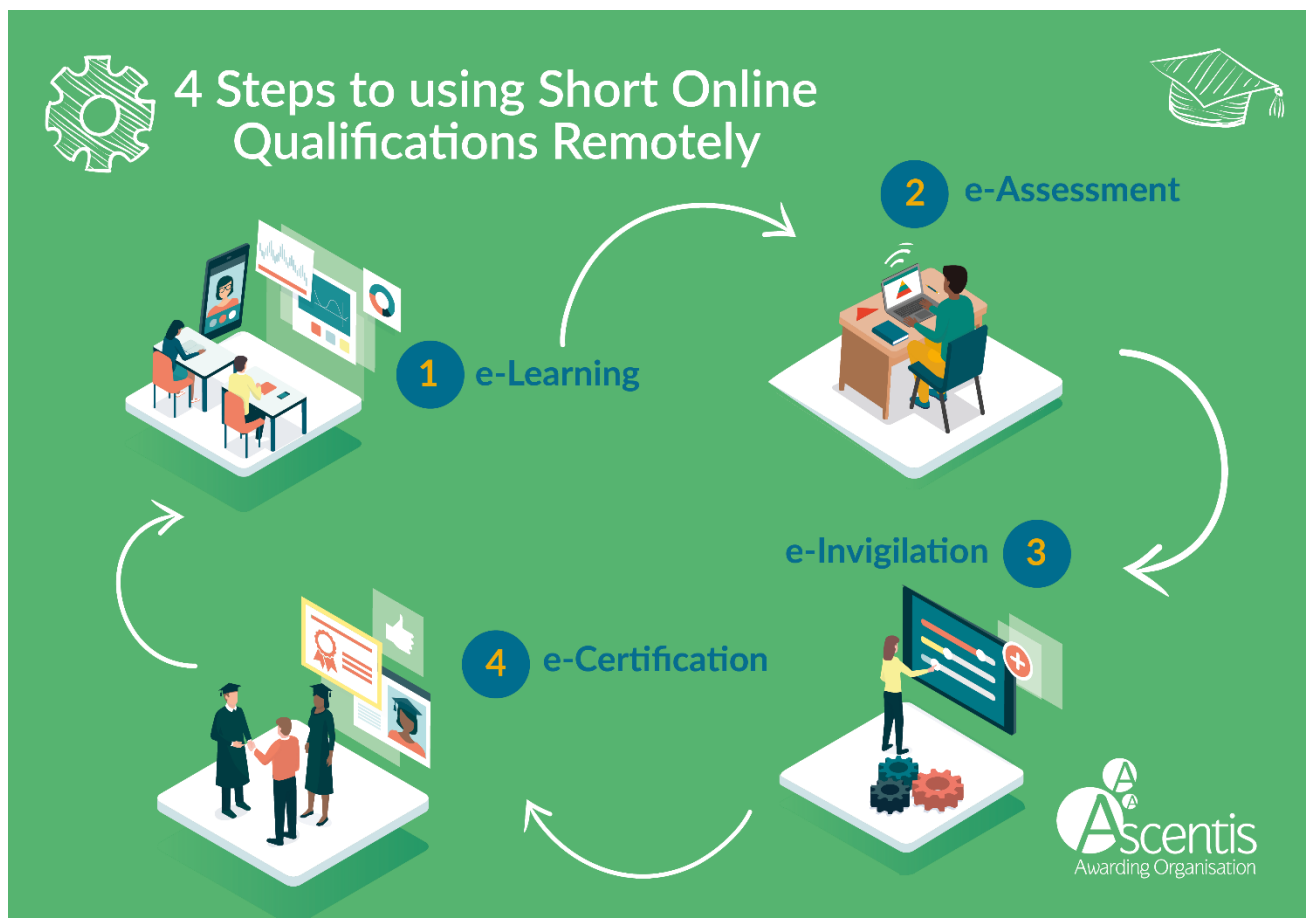 4 Steps to using Short Online
Qualifications Remotely
1 e-Learning
2 e-Assessment
e-Invigilation 3
4 e-Certification
A
A
Ascentis
Awarding Organisation